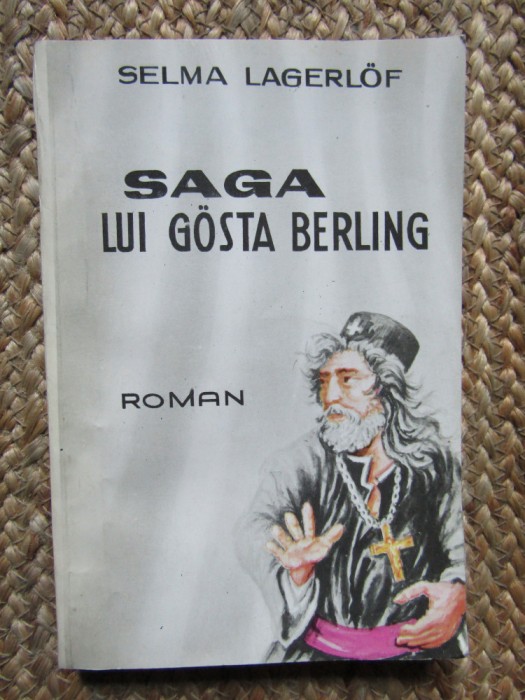 SELMA LAGERLÖF
SAGA
LUI GÖSTA BERLING
ROMAN